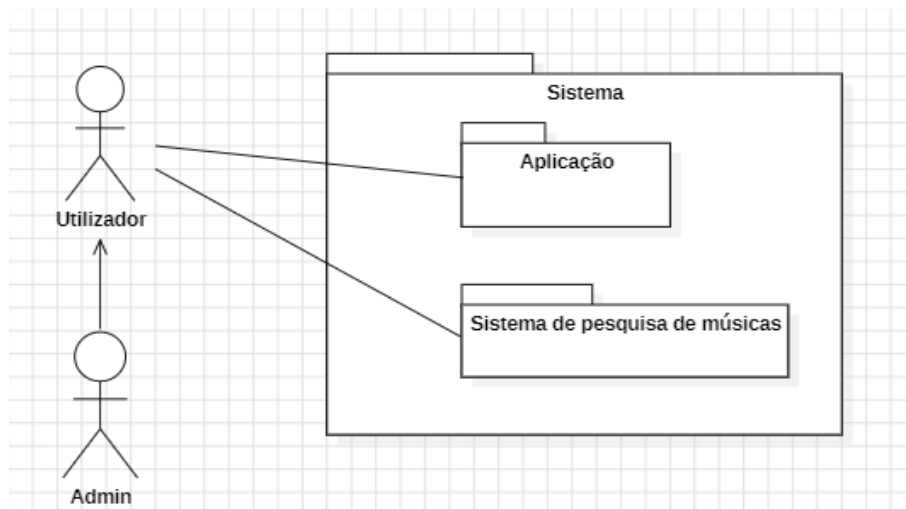 Sistema
Aplicação
Utilizador
Sistema de pesquisa de músicas
Admin